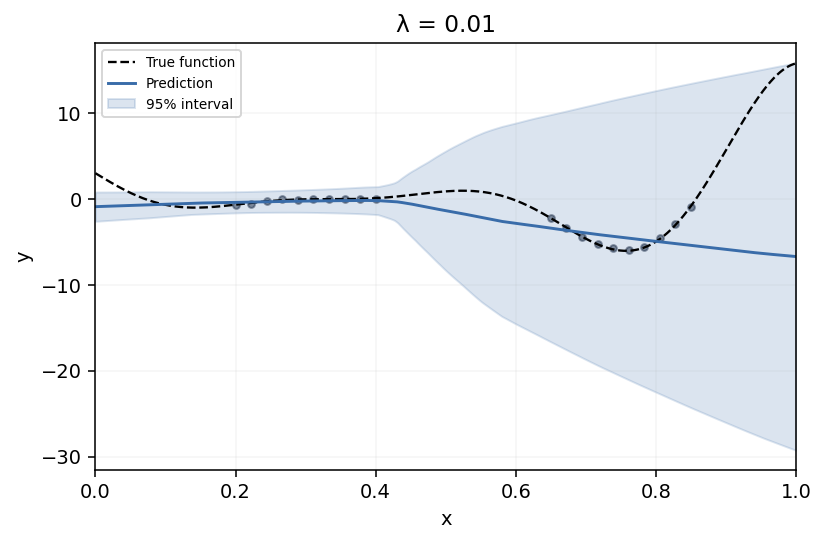 λ = 0.01
True function
Prediction
95% interval
y
10
0
−10
−20
−30
0.0 0.2 0.4 0.6 0.8 1.0
x